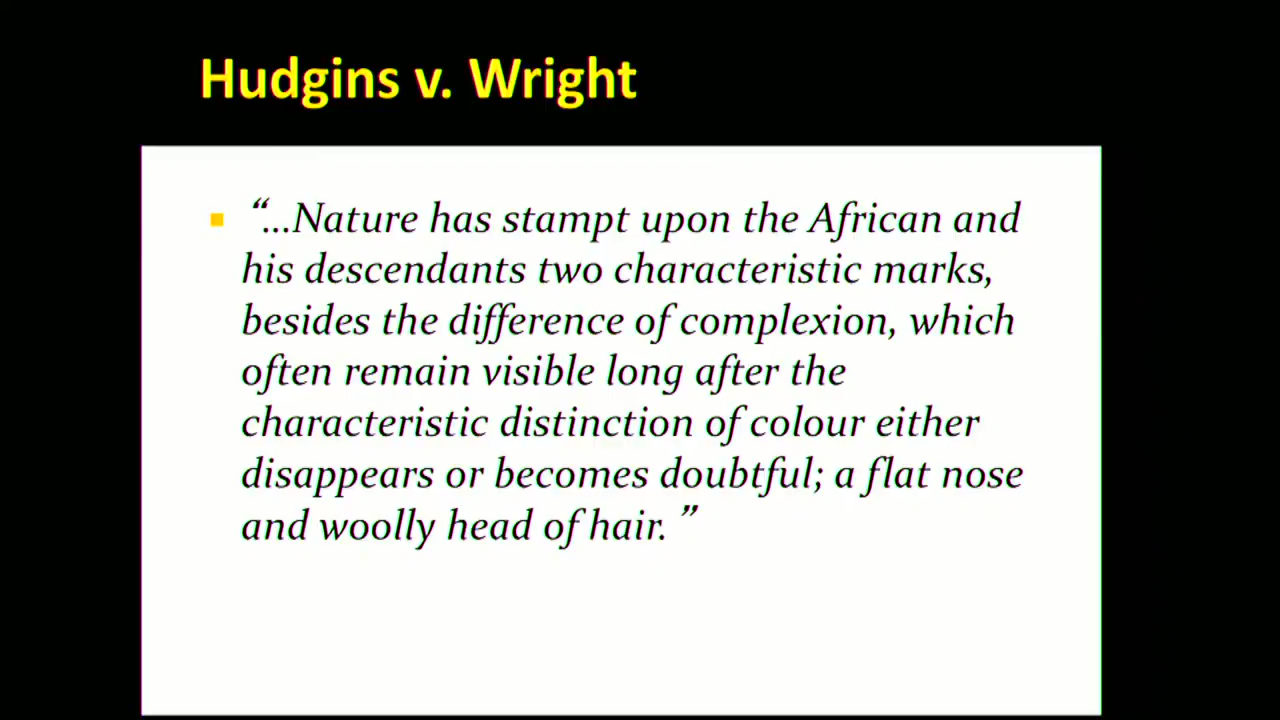 Hudgins v. Wright
“...Nature has stampt upon the African and
his descendants two characteristic marks,
besides the difference of complexion, which
often remain visible long after the
characteristic distinction of colour either
disappears or becomes doubtful; a flat nose
and woolly head of hair. ”